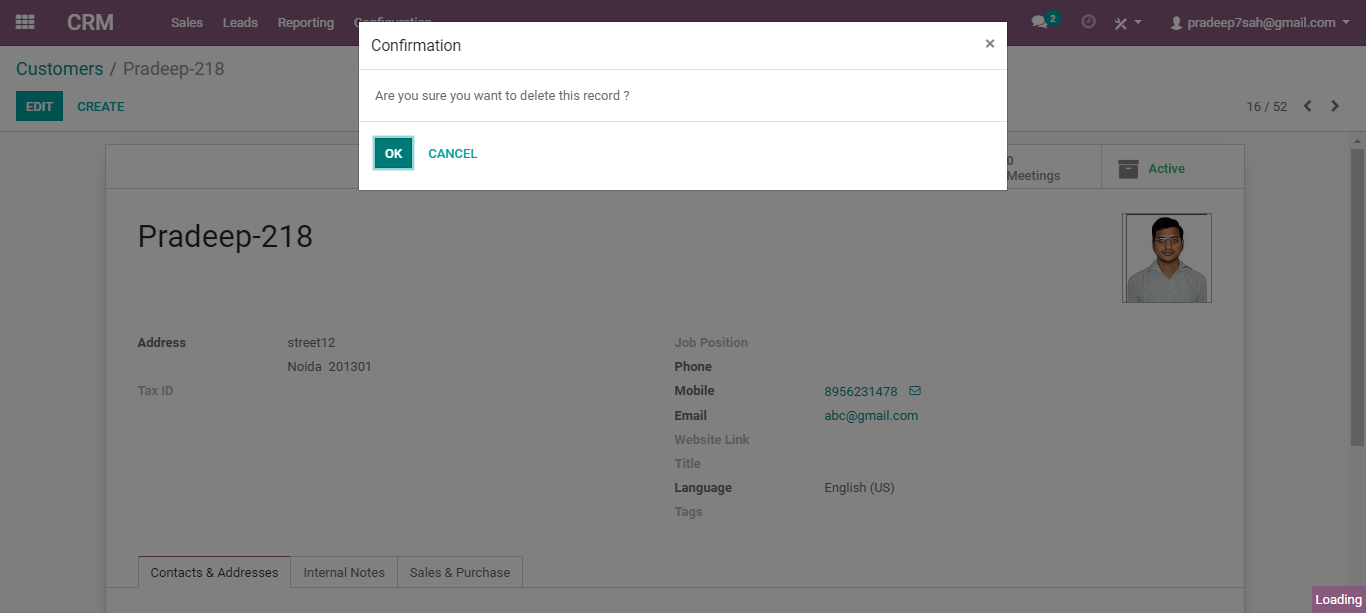 CRM Sales Leads Reporting Configuration 2 pradeep7sah@gmail.com
Confirmation ×
Customers / Pradeep-218
Are you sure you want to delete this record ?
EDIT CREATE 16 / 52
OK CANCEL
0
Meetings
Active
Pradeep-218
Address street12
Noida 201301
Tax ID
Job Position
Phone
Mobile 8956231478
Email abc@gmail.com
Website Link
Title
Language English (US)
Tags
Contacts & Addresses Internal Notes Sales & Purchase
Loading